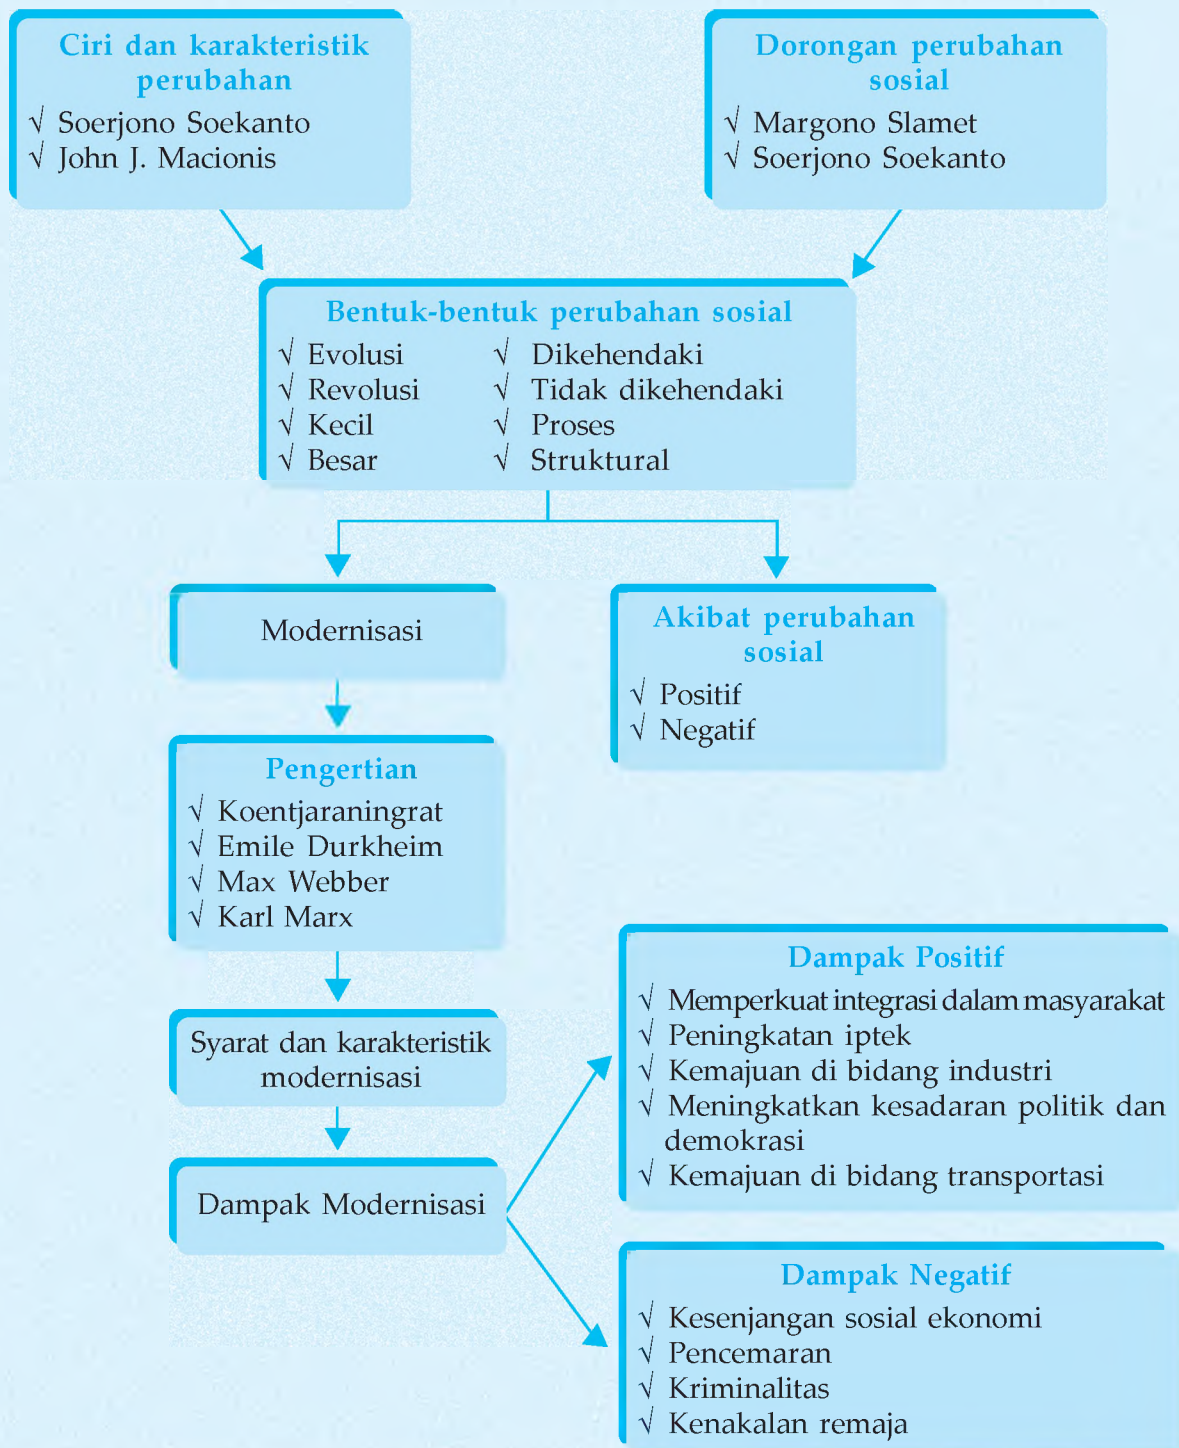 Ciri dan karakteristik
perubahan
√ Soerjono Soekanto
√ John J. Macionis
Dorongan perubahan
sosial
√ Margono Slamet
√ Soerjono Soekanto
Bentuk-bentuk perubahan sosial
√ Evolusi
√ Revolusi
√ Kecil
√ Besar
√ Dikehendaki
√ Tidak dikehendaki
√ Proses
√ Struktural
Modernisasi
Akibat perubahan
sosial
√ Positif
√ Negatif
Pengertian
√ Koentjaraningrat
√ Emile Durkheim
√ Max Webber
√ Karl Marx
Syarat dan karakteristik
modernisasi
Dampak Modernisasi
Dampak Positif
√ Memperkuat integrasi dalam masyarakat
√ Peningkatan iptek
√ Kemajuan di bidang industri
√ Meningkatkan kesadaran politik dan
demokrasi
√ Kemajuan di bidang transportasi
Dampak Negatif
√ Kesenjangan sosial ekonomi
√ Pencemaran
√ Kriminalitas
√ Kenakalan remaja